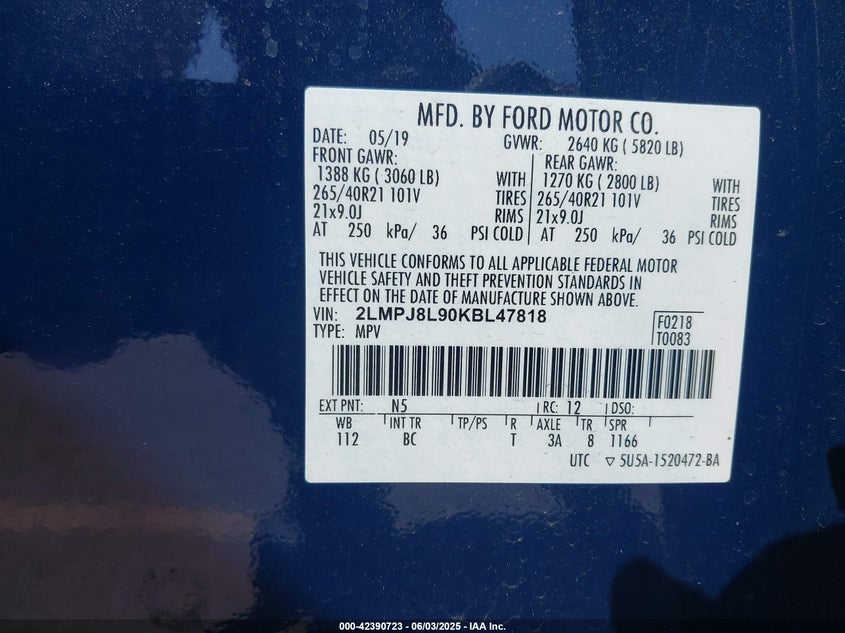 MFD. BY FORD MOTOR CO.
DATE: 05/19 GVWR: 2640 KG ( 5820 LB)
FRONT GAWR: REAR GAWR:
1388 KG ( 3060 LB) WITH 1270 KG ( 2800 LB) WITH
265/40R21 101V TIRES 265/40R21 101V TIRES
21x9.0J RIMS 21x9.0J RIMS
AT 250 kPa/ 36 PSI COLD AT 250 kPa/ 36 PSI COLD
THIS VEHICLE CONFORMS TO ALL APPLICABLE FEDERAL MOTOR
VEHICLE SAFETY AND THEFT PREVENTION STANDARDS IN
EFFECT ON THE DATE OF MANUFACTURE SHOWN ABOVE.
VIN: 2LMPJ8L90KBL47818 F0218
TYPE: MPV T0083
EXT PNT: N5 RC: 12 DSO:
WB INT TR TP/PS R AXLE TR SPR
112 BC T 3A 8 1166
UTC ▽ 5U5A-1520472-BA
000-42390723 - 06/03/2025 - IAA Inc.